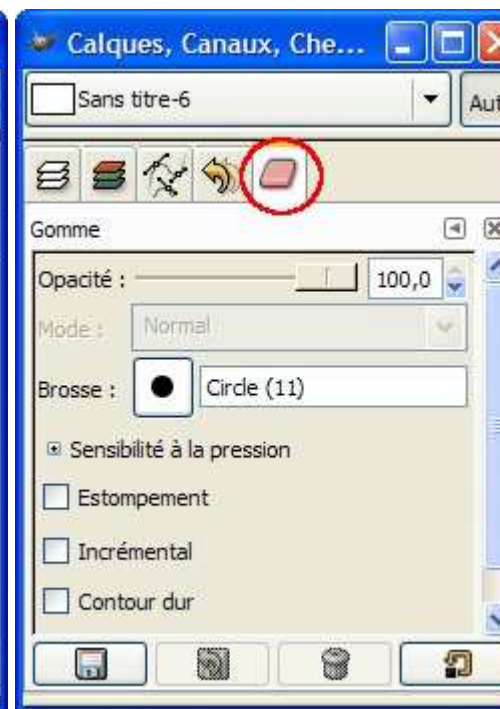 Calques, Canaux, Che...
Sans titre-6
Aut
Gomme
Opacité : 100,0
Mode : Normal
Brosse : Circle (11)
Sensibilité à la pression
Estompement
Incrémental
Contour dur